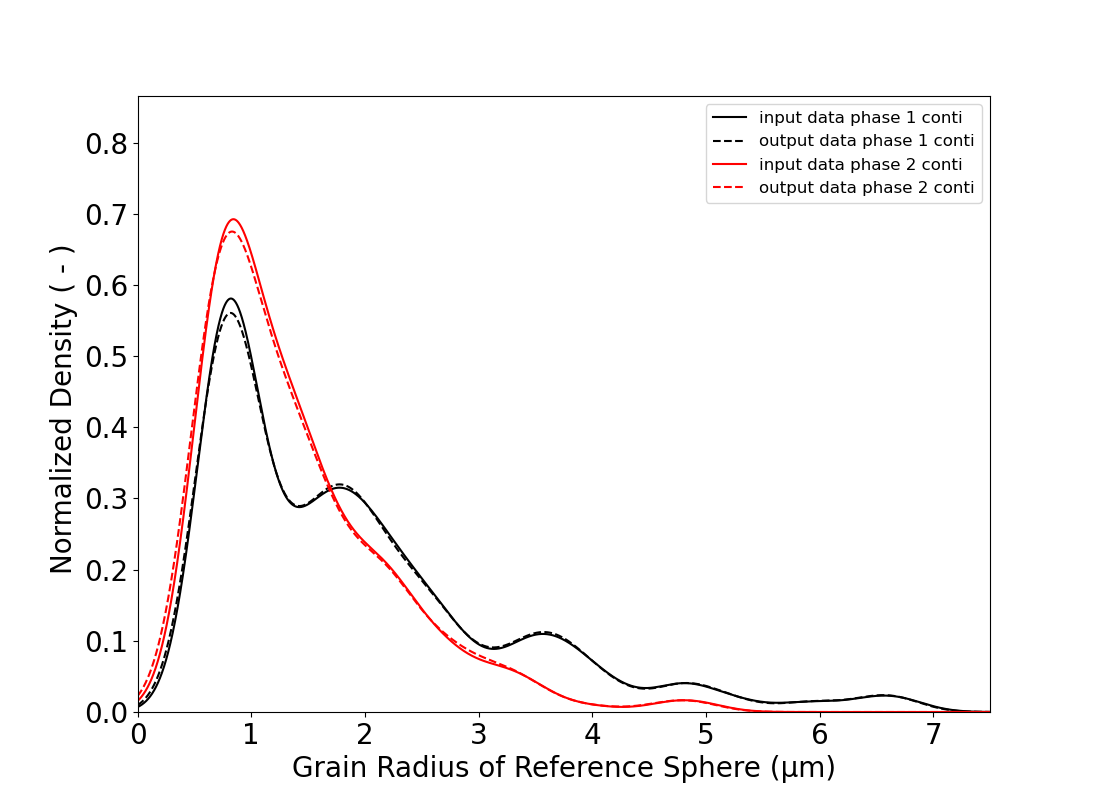 input data phase 1 conti
output data phase 1 conti
input data phase 2 conti
output data phase 2 conti
0.8
0.7
0.6
0.5
0.4
0.3
0.2
0.1
0.0
Normalized Density ( - )
0 1 2 3 4 5 6 7
Grain Radius of Reference Sphere (μm)